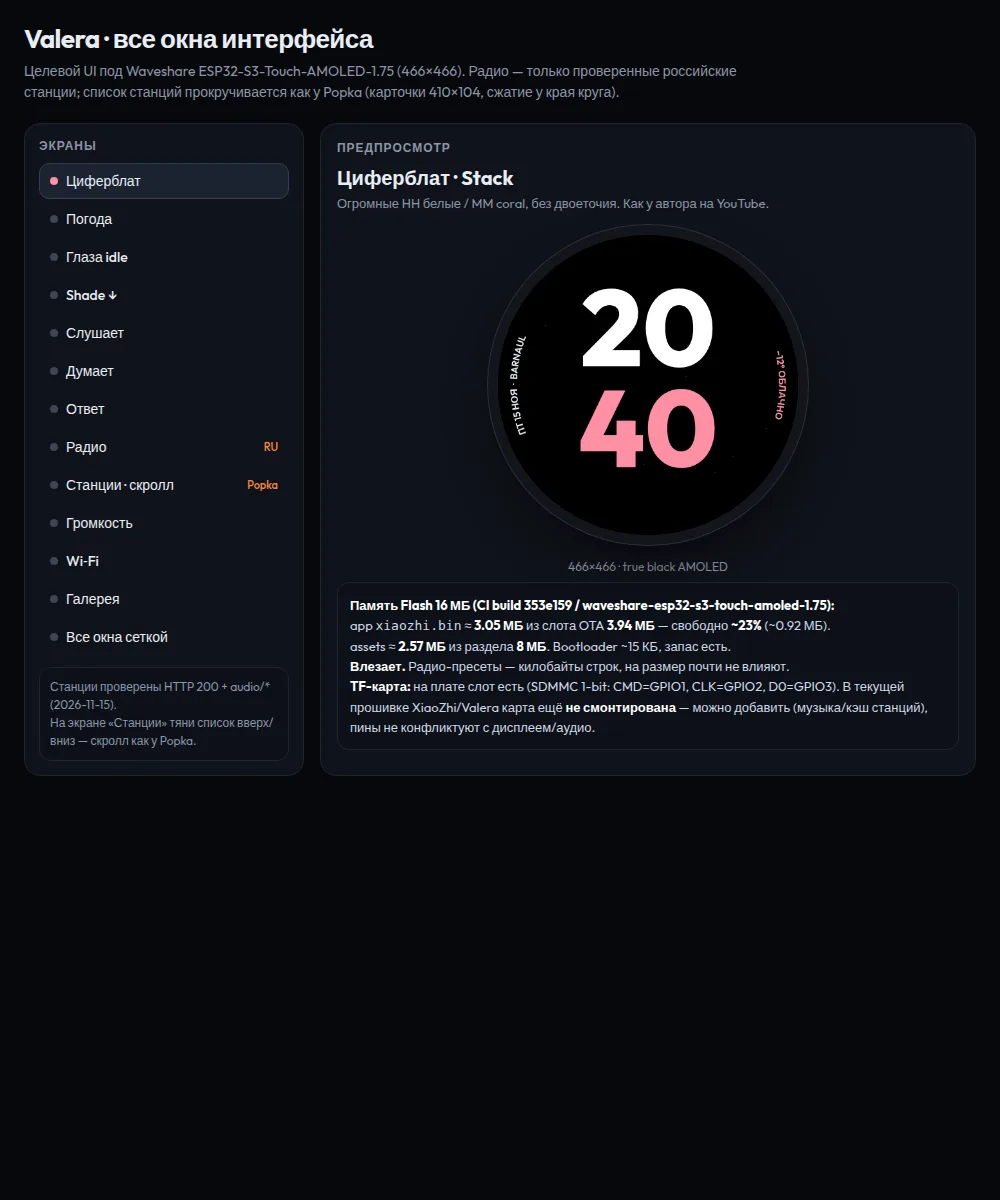 Valera · все окна интерфейса
Целевой UI под Waveshare ESP32-S3-Touch-AMOLED-1.75 (466×466). Радио — только проверенные российские
станции; список станций прокручивается как у Popka (карточки 410×104, сжатие у края круга).
ЭКРАНЫ
Циферблат
Погода
Глаза idle
Shade ↓
Слушает
Думает
Ответ
Радио RU
Станции · скролл Popka
Громкость
Wi-Fi
Галерея
Все окна сеткой
Станции проверены HTTP 200 + audio/*
(2026-11-15).
На экране «Станции» тяни список вверх/
вниз — скролл как у Popka.
ПРЕДПРОСМОТР
Циферблат · Stack
Огромные HH белые / MM coral, без двоеточия. Как у автора на YouTube.
ПТ 15 НОЯ · BARNAUL
20
40
-12° ОБЛАЧНО
466×466 · true black AMOLED
Память Flash 16 МБ (CI build 353e159 / waveshare-esp32-s3-touch-amoled-1.75):
app xiaozhi.bin ≈ 3.05 МБ из слота OTA 3.94 МБ — свободно ~23% (~0.92 МБ).
assets ≈ 2.57 МБ из раздела 8 МБ. Bootloader ~15 КБ, запас есть.
Влезает. Радио-пресеты — килобайты строк, на размер почти не влияют.
TF-карта: на плате слот есть (SDMMC 1-bit: CMD=GPIO1, CLK=GPIO2, D0=GPIO3). В текущей
прошивке XiaoZhi/Valera карта ещё не смонтирована — можно добавить (музыка/кэш станций),
пины не конфликтуют с дисплеем/аудио.